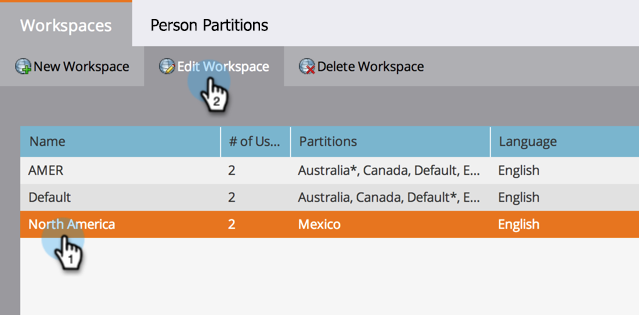 Workspaces Person Partitions
New Workspace Edit Workspace Delete Workspace
2
Name # of Us... Partitions Language
AMER 2 Australia*, Canada, Default, E... English
Default 2 Australia, Canada, Default*, E... English
North America 2 Mexico English
1